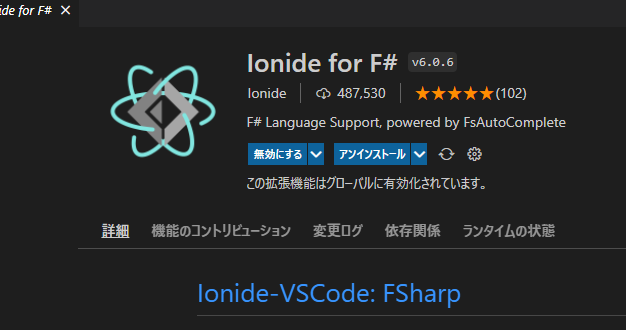 de for F#
Ionide for F# v6.0.6
Ionide 487,530 (102)
F# Language Support, powered by FsAutoComplete
無効にする アンインストール
この拡張機能はグローバルに有効化されています。
詳細 機能のコントリビューション 変更ログ 依存関係 ランタイムの状態
Ionide-VSCode: FSharp